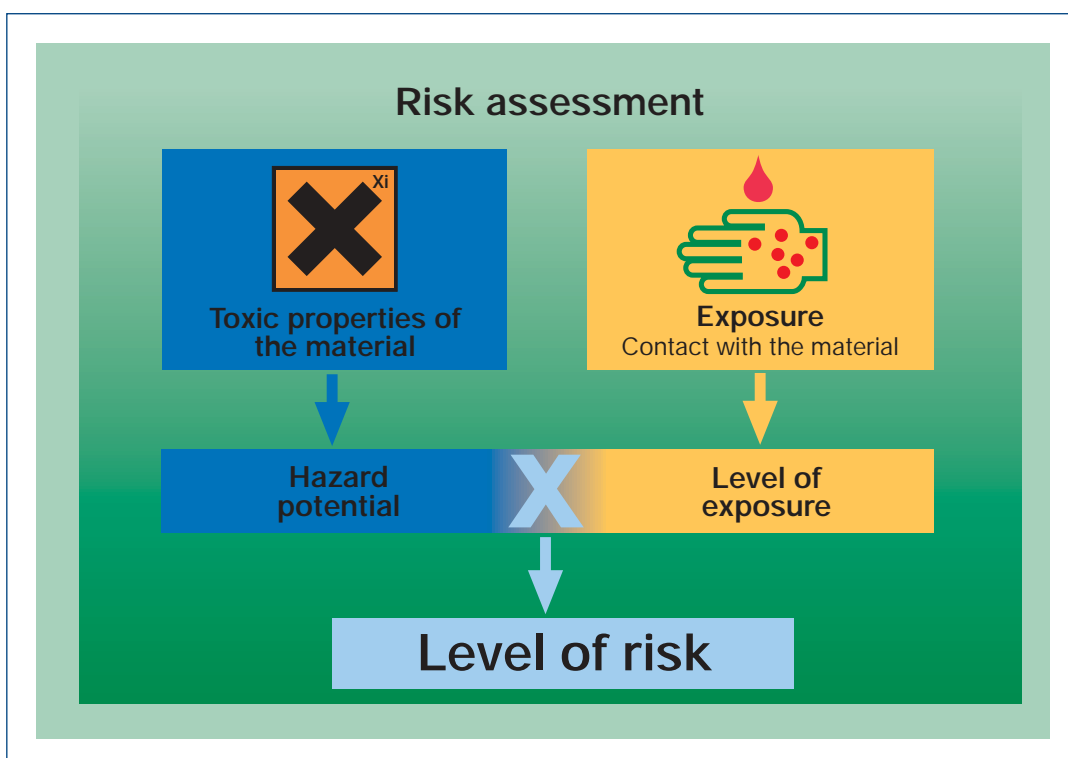 Risk assessment
Xi
Toxic properties of
the material
Exposure
Contact with the material
Hazard
potential
X
Level of
exposure
Level of risk